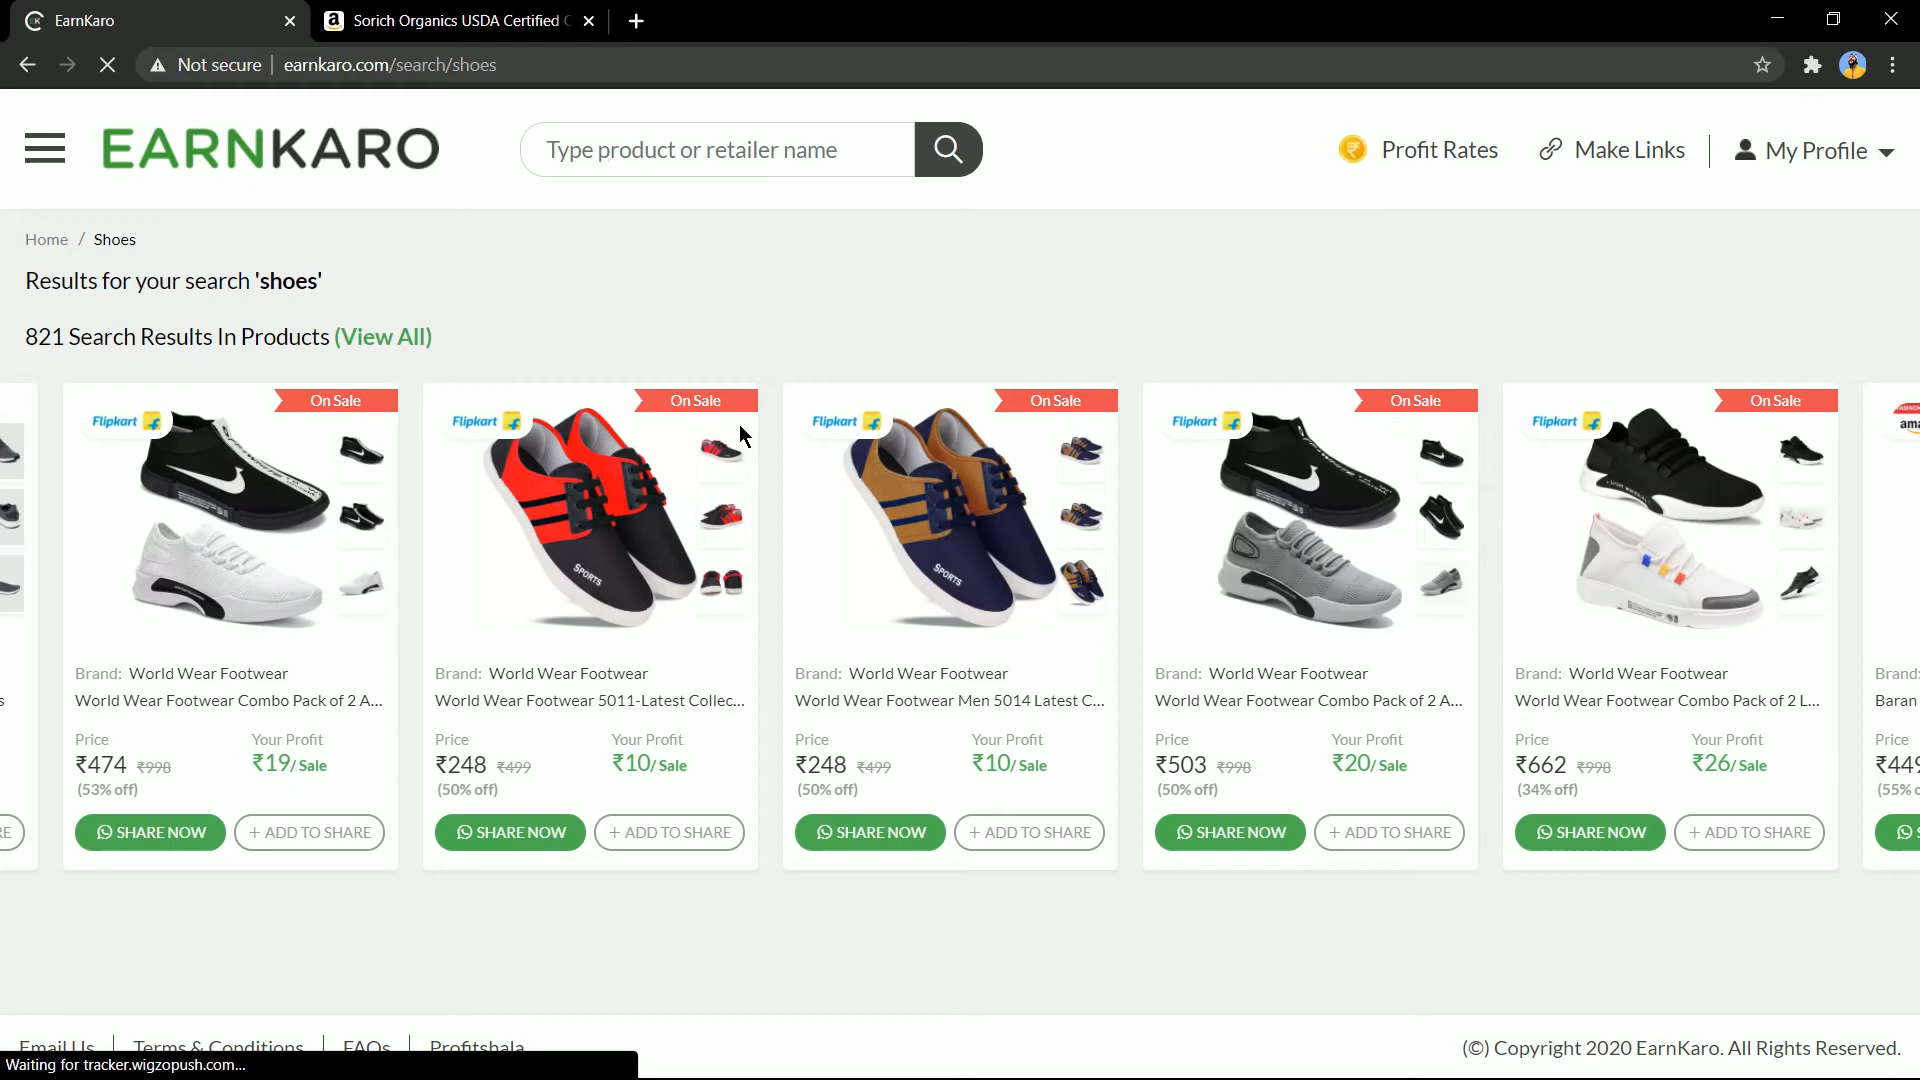 EarnKaro
Sorich Organics USDA Certified
Not secure
earnkaro.com/search/shoes
EARNKARO
Type product or retailer name
Profit Rates
Make Links
My Profile
Home / Shoes
Results for your search 'shoes'
821 Search Results In Products (View All)
On Sale On Sale On Sale On Sale On Sale
Flipkart Flipkart Flipkart Flipkart Flipkart
SPORTS SPORTS
Brand: World Wear Footwear Brand: World Wear Footwear Brand: World Wear Footwear Brand: World Wear Footwear Brand: World Wear Footwear Brand:
World Wear Footwear Combo Pack of 2 A... World Wear Footwear 5011-Latest Collec... World Wear Footwear Men 5014 Latest C... World Wear Footwear Combo Pack of 2 A... World Wear Footwear Combo Pack of 2 L... Baran
Price Your Profit Price Your Profit Price Your Profit Price Your Profit Price Your Profit Price
₹474 ₹998 ₹19/ Sale ₹248 ₹499 ₹10/ Sale ₹248 ₹499 ₹10/ Sale ₹503 ₹998 ₹20/ Sale ₹662 ₹998 ₹26/ Sale ₹449
(53% off) (50% off) (50% off) (50% off) (34% off) (55%
SHARE NOW + ADD TO SHARE SHARE NOW + ADD TO SHARE SHARE NOW + ADD TO SHARE SHARE NOW + ADD TO SHARE SHARE NOW + ADD TO SHARE
Email Us Terms & Conditions FAQs Profitshala
(©) Copyright 2020 EarnKaro. All Rights Reserved.
Waiting for tracker.wigzopush.com...